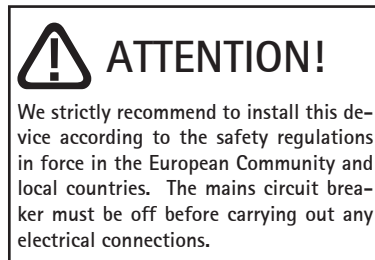 ATTENTION!
We strictly recommend to install this de-
vice according to the safety regulations
in force in the European Community and
local countries. The mains circuit brea-
ker must be off before carrying out any
electrical connections.